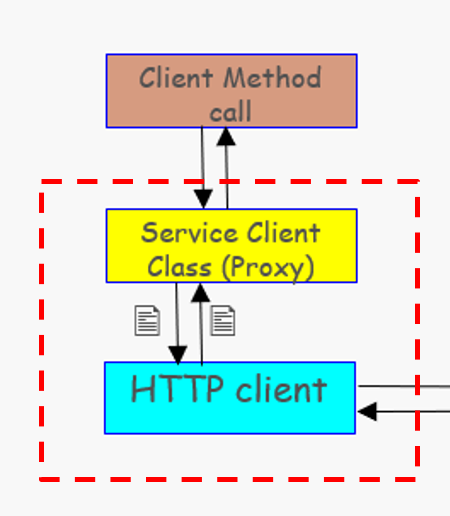 Client Method
call
Service Client
Class (Proxy)
HTTP client